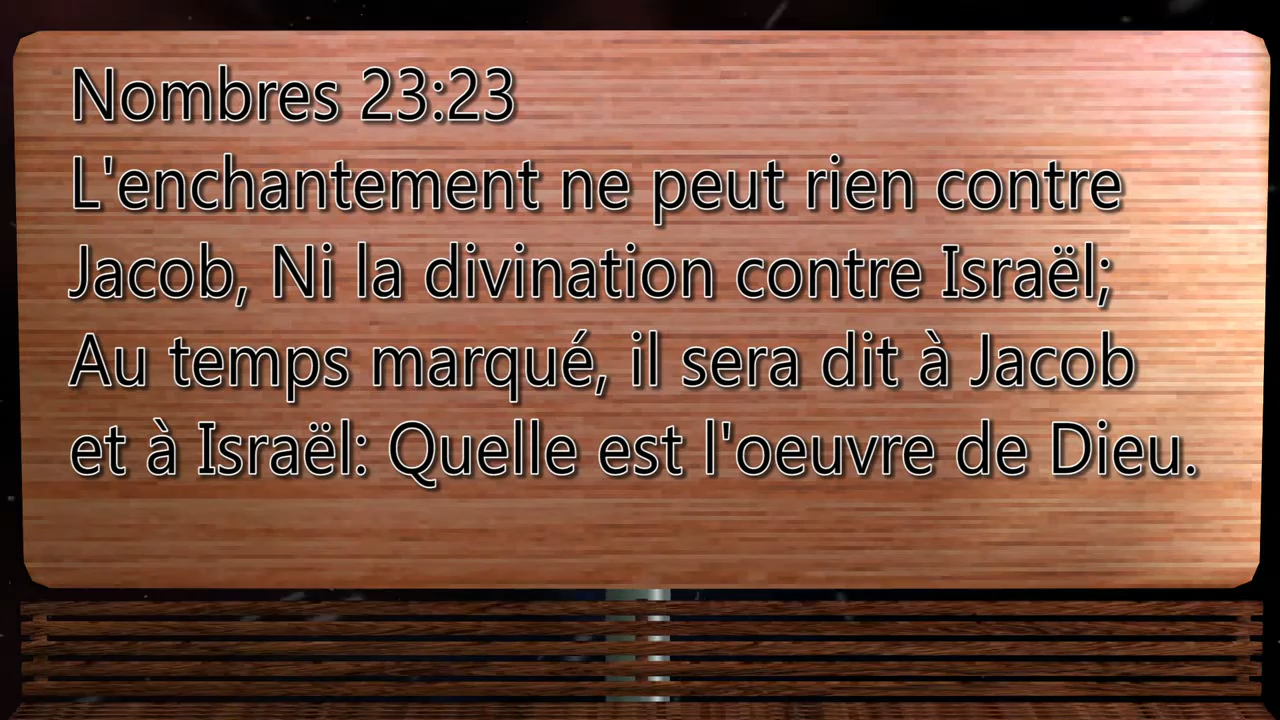 Nombres 23:23
L'enchantement ne peut rien contre
Jacob, Ni la divination contre Israël;
Au temps marqué, il sera dit à Jacob
et à Israël: Quelle est l'oeuvre de Dieu.